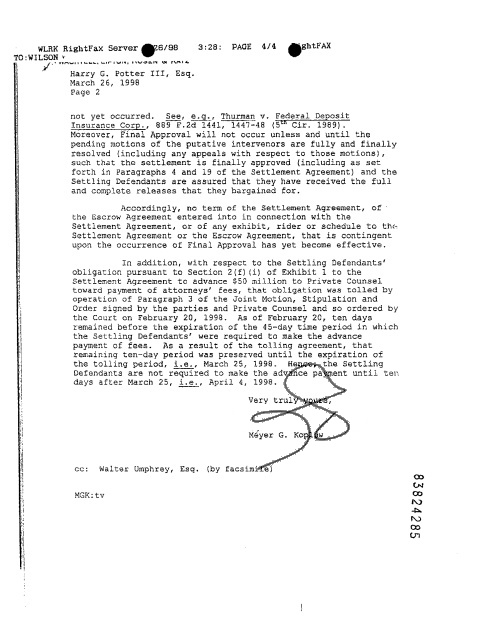 WLRK RightFax Server 26/98 3:28: PAGE 4/4 ghtFAX
TO:WILSON
Harry G. Potter III, Esq.
March 26, 1998
Page 2
not yet occurred. See, e.g., Thurman v. Federal Deposit
Insurance Corp., 889 F.2d 1441, 1447-48 (5th Cir. 1989).
Moreover, Final Approval will not occur unless and until the
pending motions of the putative intervenors are fully and finally
resolved (including any appeals with respect to those motions),
such that the settlement is finally approved (including as set
forth in Paragraphs 4 and 19 of the Settlement Agreement) and the
Settling Defendants are assured that they have received the full
and complete releases that they bargained for.
Accordingly, no term of the Settlement Agreement, of
the Escrow Agreement entered into in connection with the
Settlement Agreement, or of any exhibit, rider or schedule to the
Settlement Agreement or the Escrow Agreement, that is contingent
upon the occurrence of Final Approval has yet become effective.
In addition, with respect to the Settling Defendants'
obligation pursuant to Section 2(f)(i) of Exhibit 1 to the
Settlement Agreement to advance $50 million to Private Counsel
toward payment of attorneys' fees, that obligation was tolled by
operation of Paragraph 3 of the Joint Motion, Stipulation and
Order signed by the parties and Private Counsel and so ordered by
the Court on February 20, 1998. As of February 20, ten days
remained before the expiration of the 45-day time period in which
the Settling Defendants' were required to make the advance
payment of fees. As a result of the tolling agreement, that
remaining ten-day period was preserved until the expiration of
the tolling period, i.e., March 25, 1998. Hence, the Settling
Defendants are not required to make the advance payment until ten
days after March 25, i.e., April 4, 1998.
Very truly yours,
Meyer G. Koplow
cc: Walter Umphrey, Esq. (by facsimile)
MGK:tv
83824285